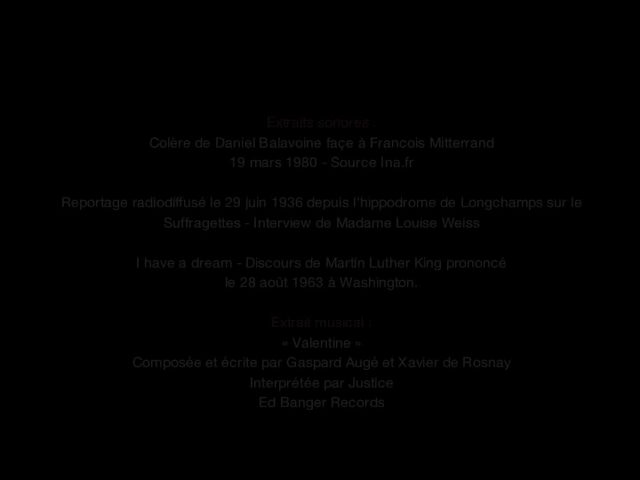 Extraits sonores :
Colère de Daniel Balavoine façe à Francois Mitterrand
19 mars 1980 - Source Ina.fr
Reportage radiodiffusé le 29 juin 1936 depuis l'hippodrome de Longchamps sur le
Suffragettes - Interview de Madame Louise Weiss
I have a dream - Discours de Martin Luther King prononcé
le 28 août 1963 à Washington.
Extrait musical :
« Valentine »
Composée et écrite par Gaspard Augé et Xavier de Rosnay
Interprétée par Justice
Ed Banger Records